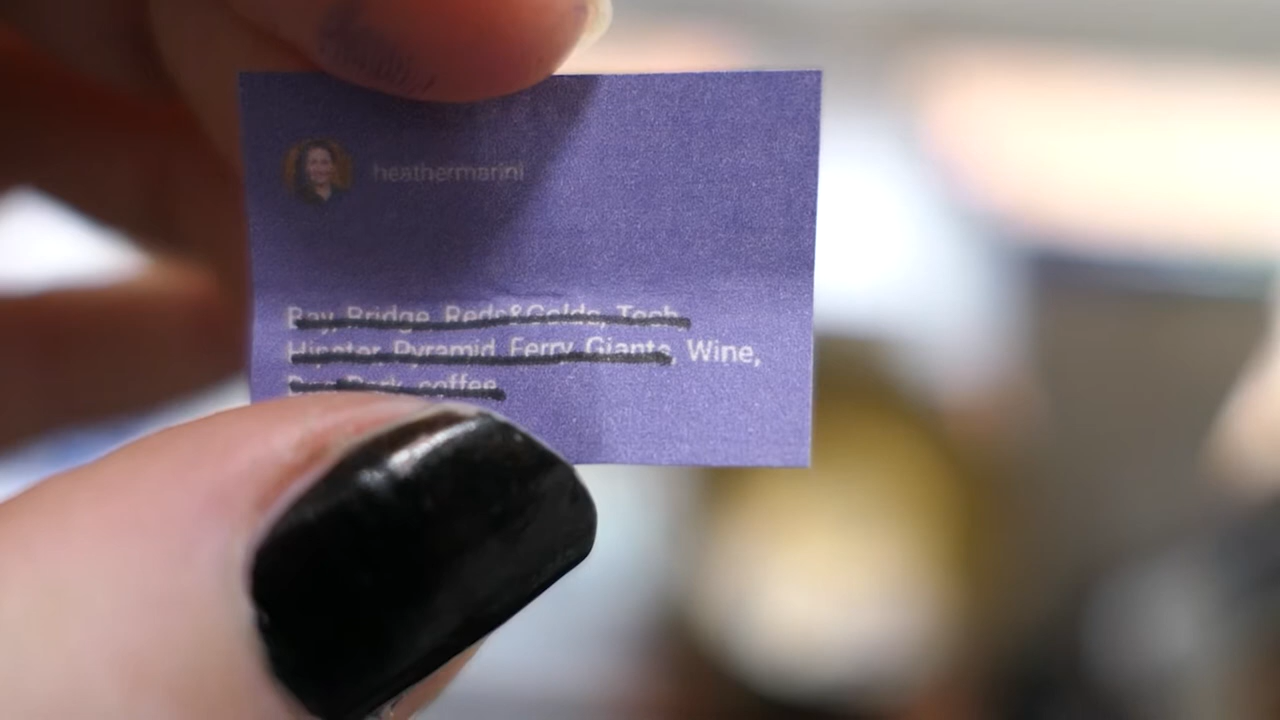 heathermarini
Bay Bridge, Reds&Golds, Tech,
Hipster, Pyramid, Ferry, Giants, Wine,
Park, coffee